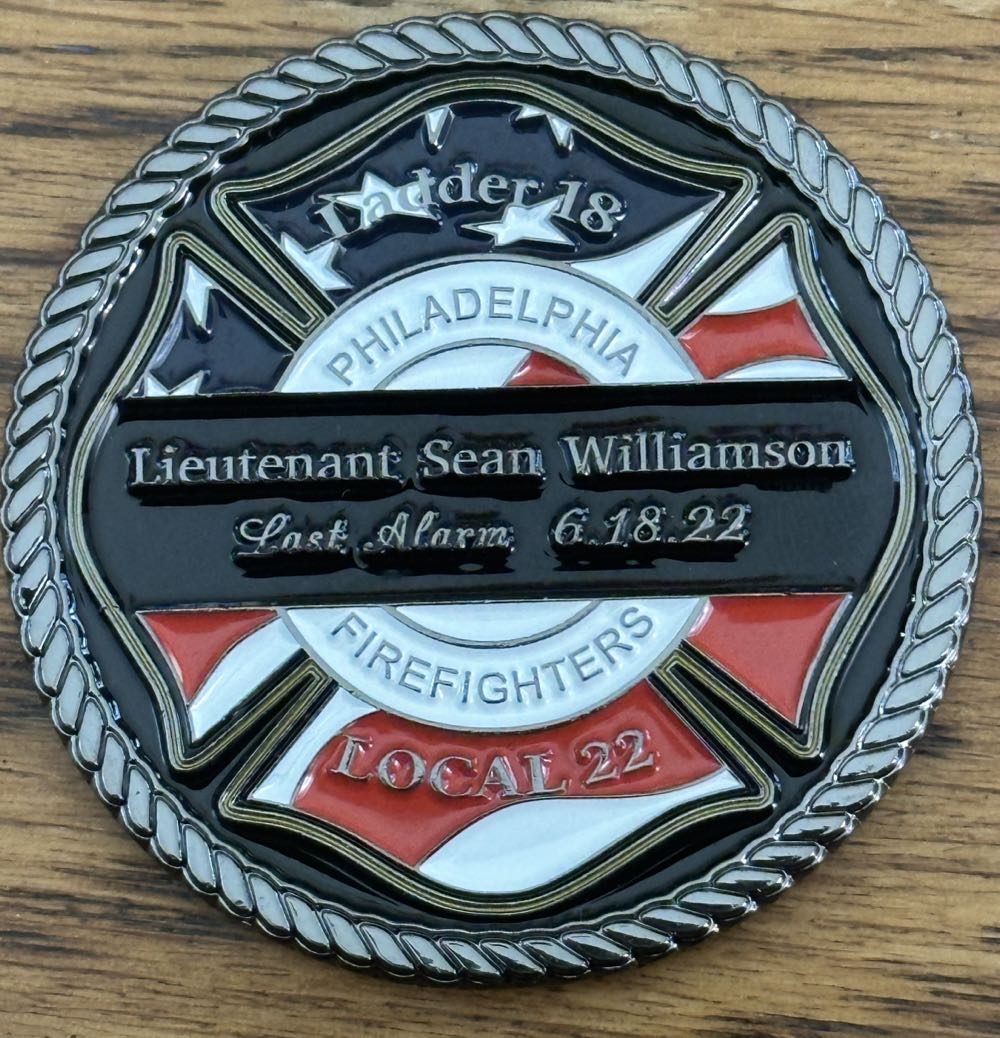 Ladder 18
PHILADELPHIA
Lieutenant Sean Williamson
Last Alarm 6.18.22
FIREFIGHTERS
LOCAL 22